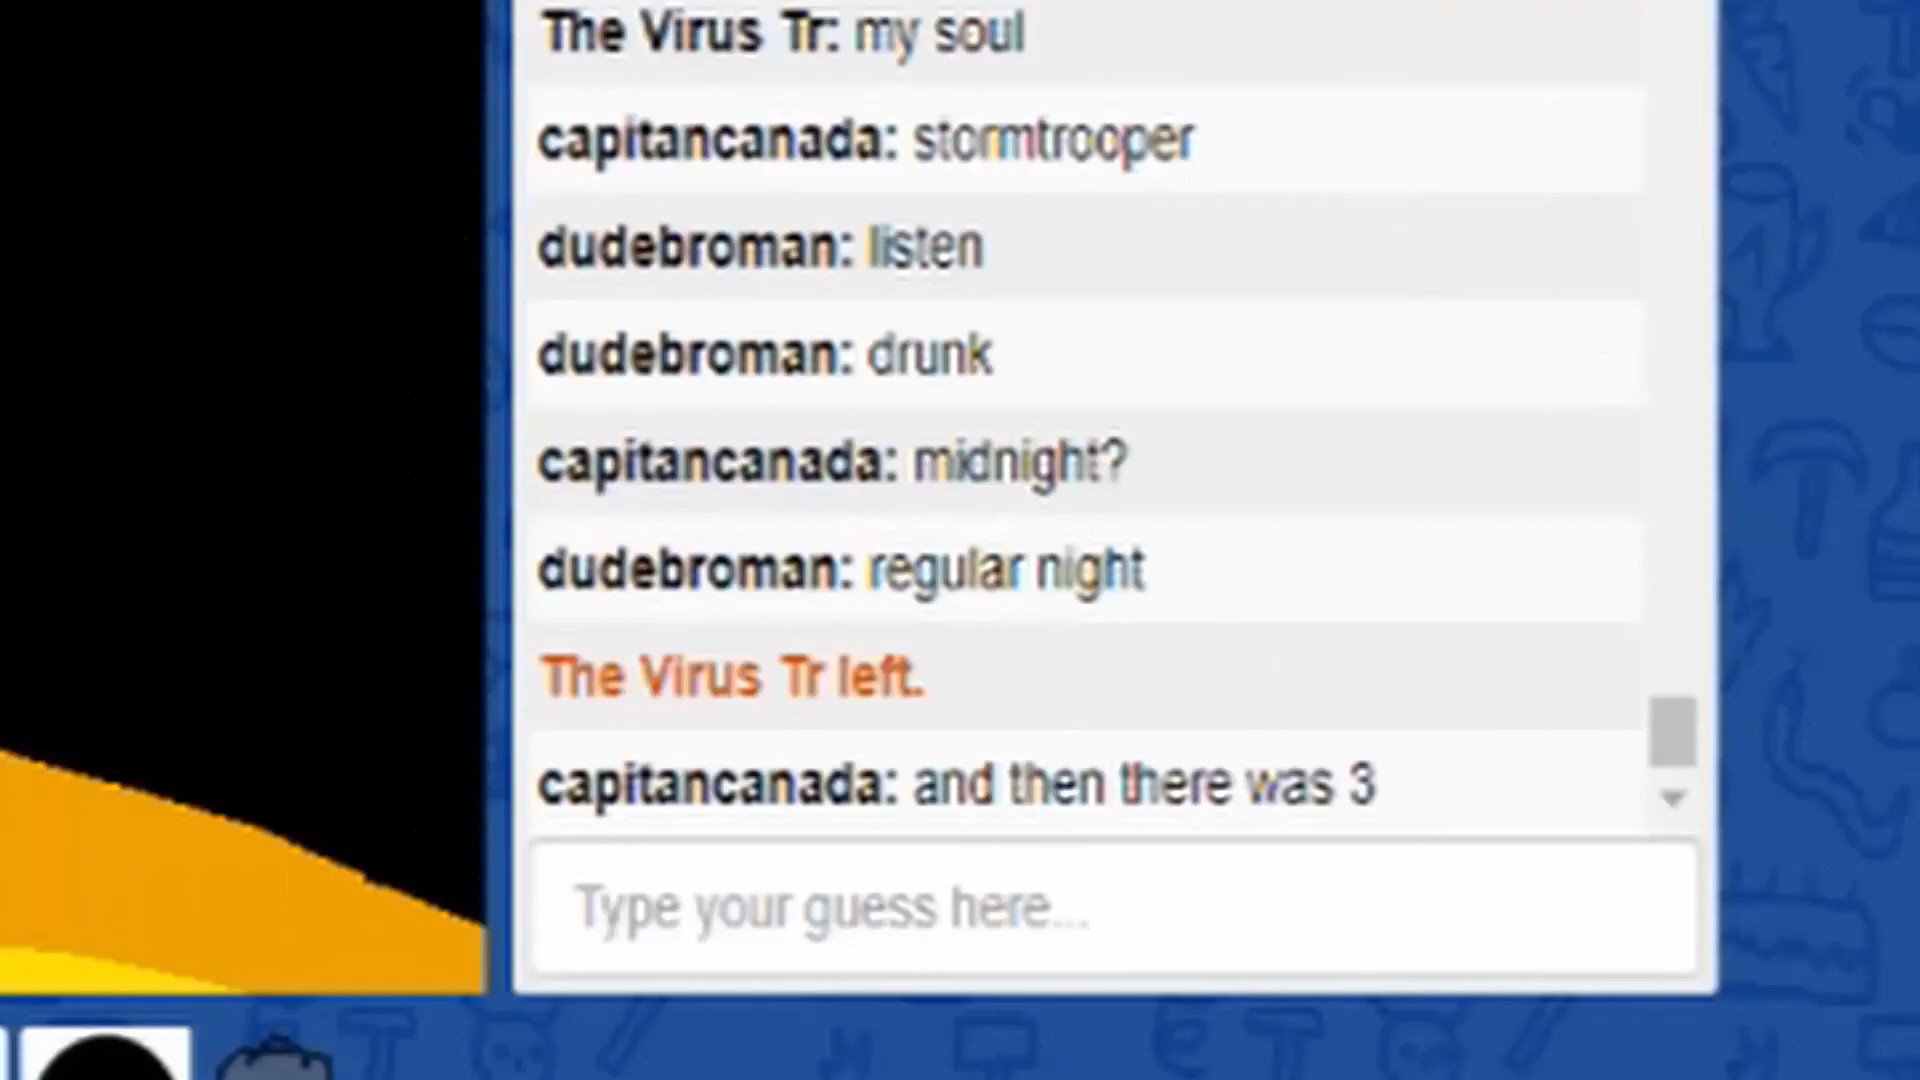 The Virus Tr: my soul
capitancanada: stormtrooper
dudebroman: listen
dudebroman: drunk
capitancanada: midnight?
dudebroman: regular night
The Virus Tr left.
capitancanada: and then there was 3
Type your guess here...